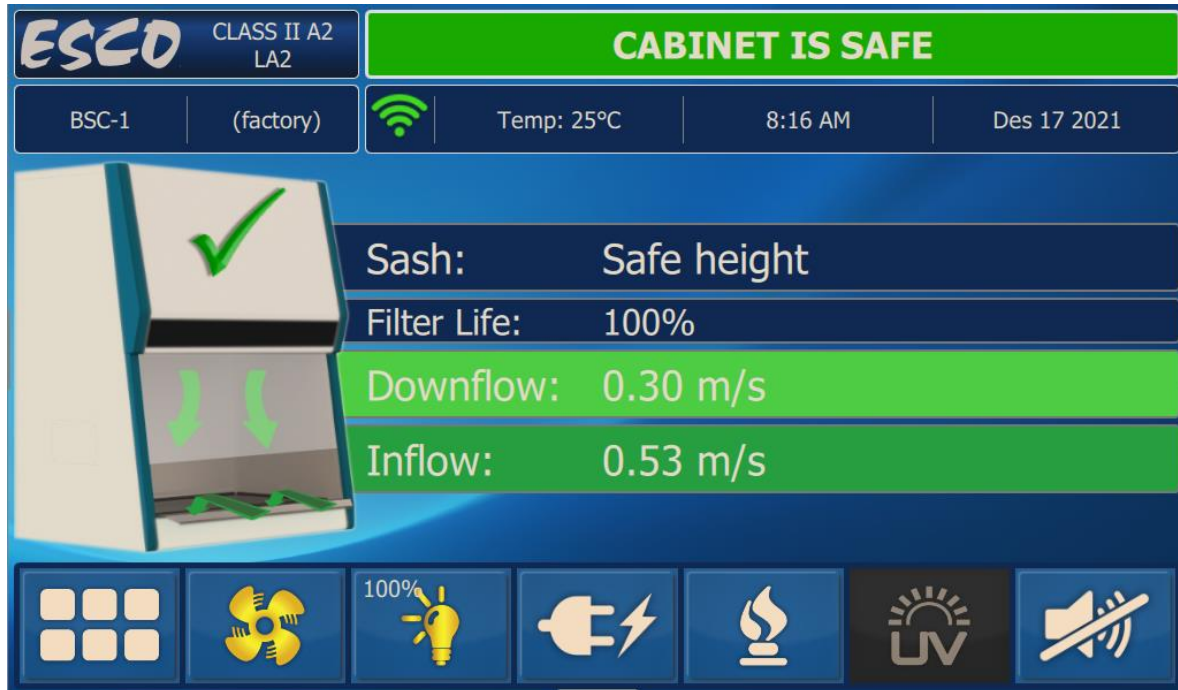 ESCO
CLASS II A2
LA2
CABINET IS SAFE
BSC-1
(factory)
Temp: 25°C
8:16 AM
Des 17 2021
Sash: Safe height
Filter Life: 100%
Downflow: 0.30 m/s
Inflow: 0.53 m/s
100%
UV